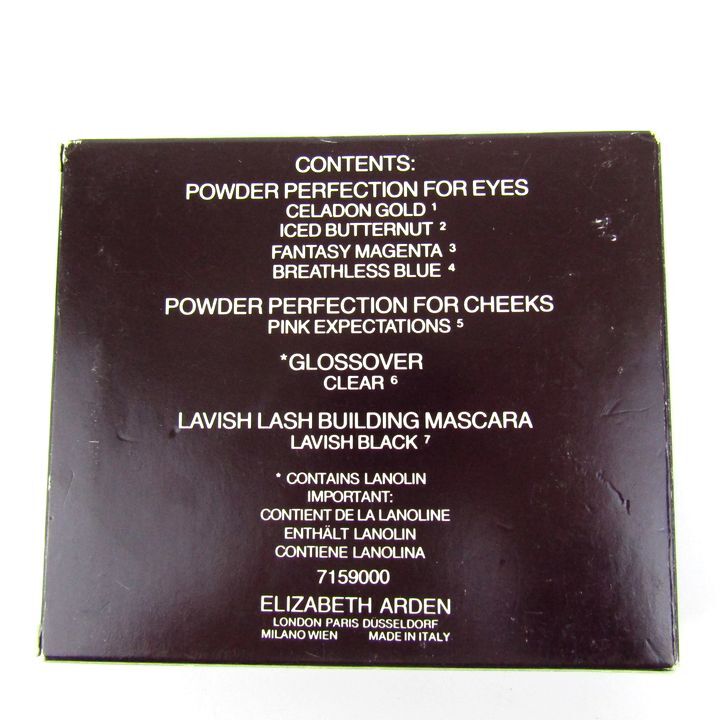 CONTENTS:
POWDER PERFECTION FOR EYES
CELADON GOLD 1
ICED BUTTERNUT 2
FANTASY MAGENTA 3
BREATHLESS BLUE 4
POWDER PERFECTION FOR CHEEKS
PINK EXPECTATIONS 5
*GLOSSOVER
CLEAR 6
LAVISH LASH BUILDING MASCARA
LAVISH BLACK 7
* CONTAINS LANOLIN
IMPORTANT:
CONTIENT DE LA LANOLINE
ENTHÄLT LANOLIN
CONTIENE LANOLINA
7159000
ELIZABETH ARDEN
LONDON PARIS DÜSSELDORF
MILANO WIEN MADE IN ITALY